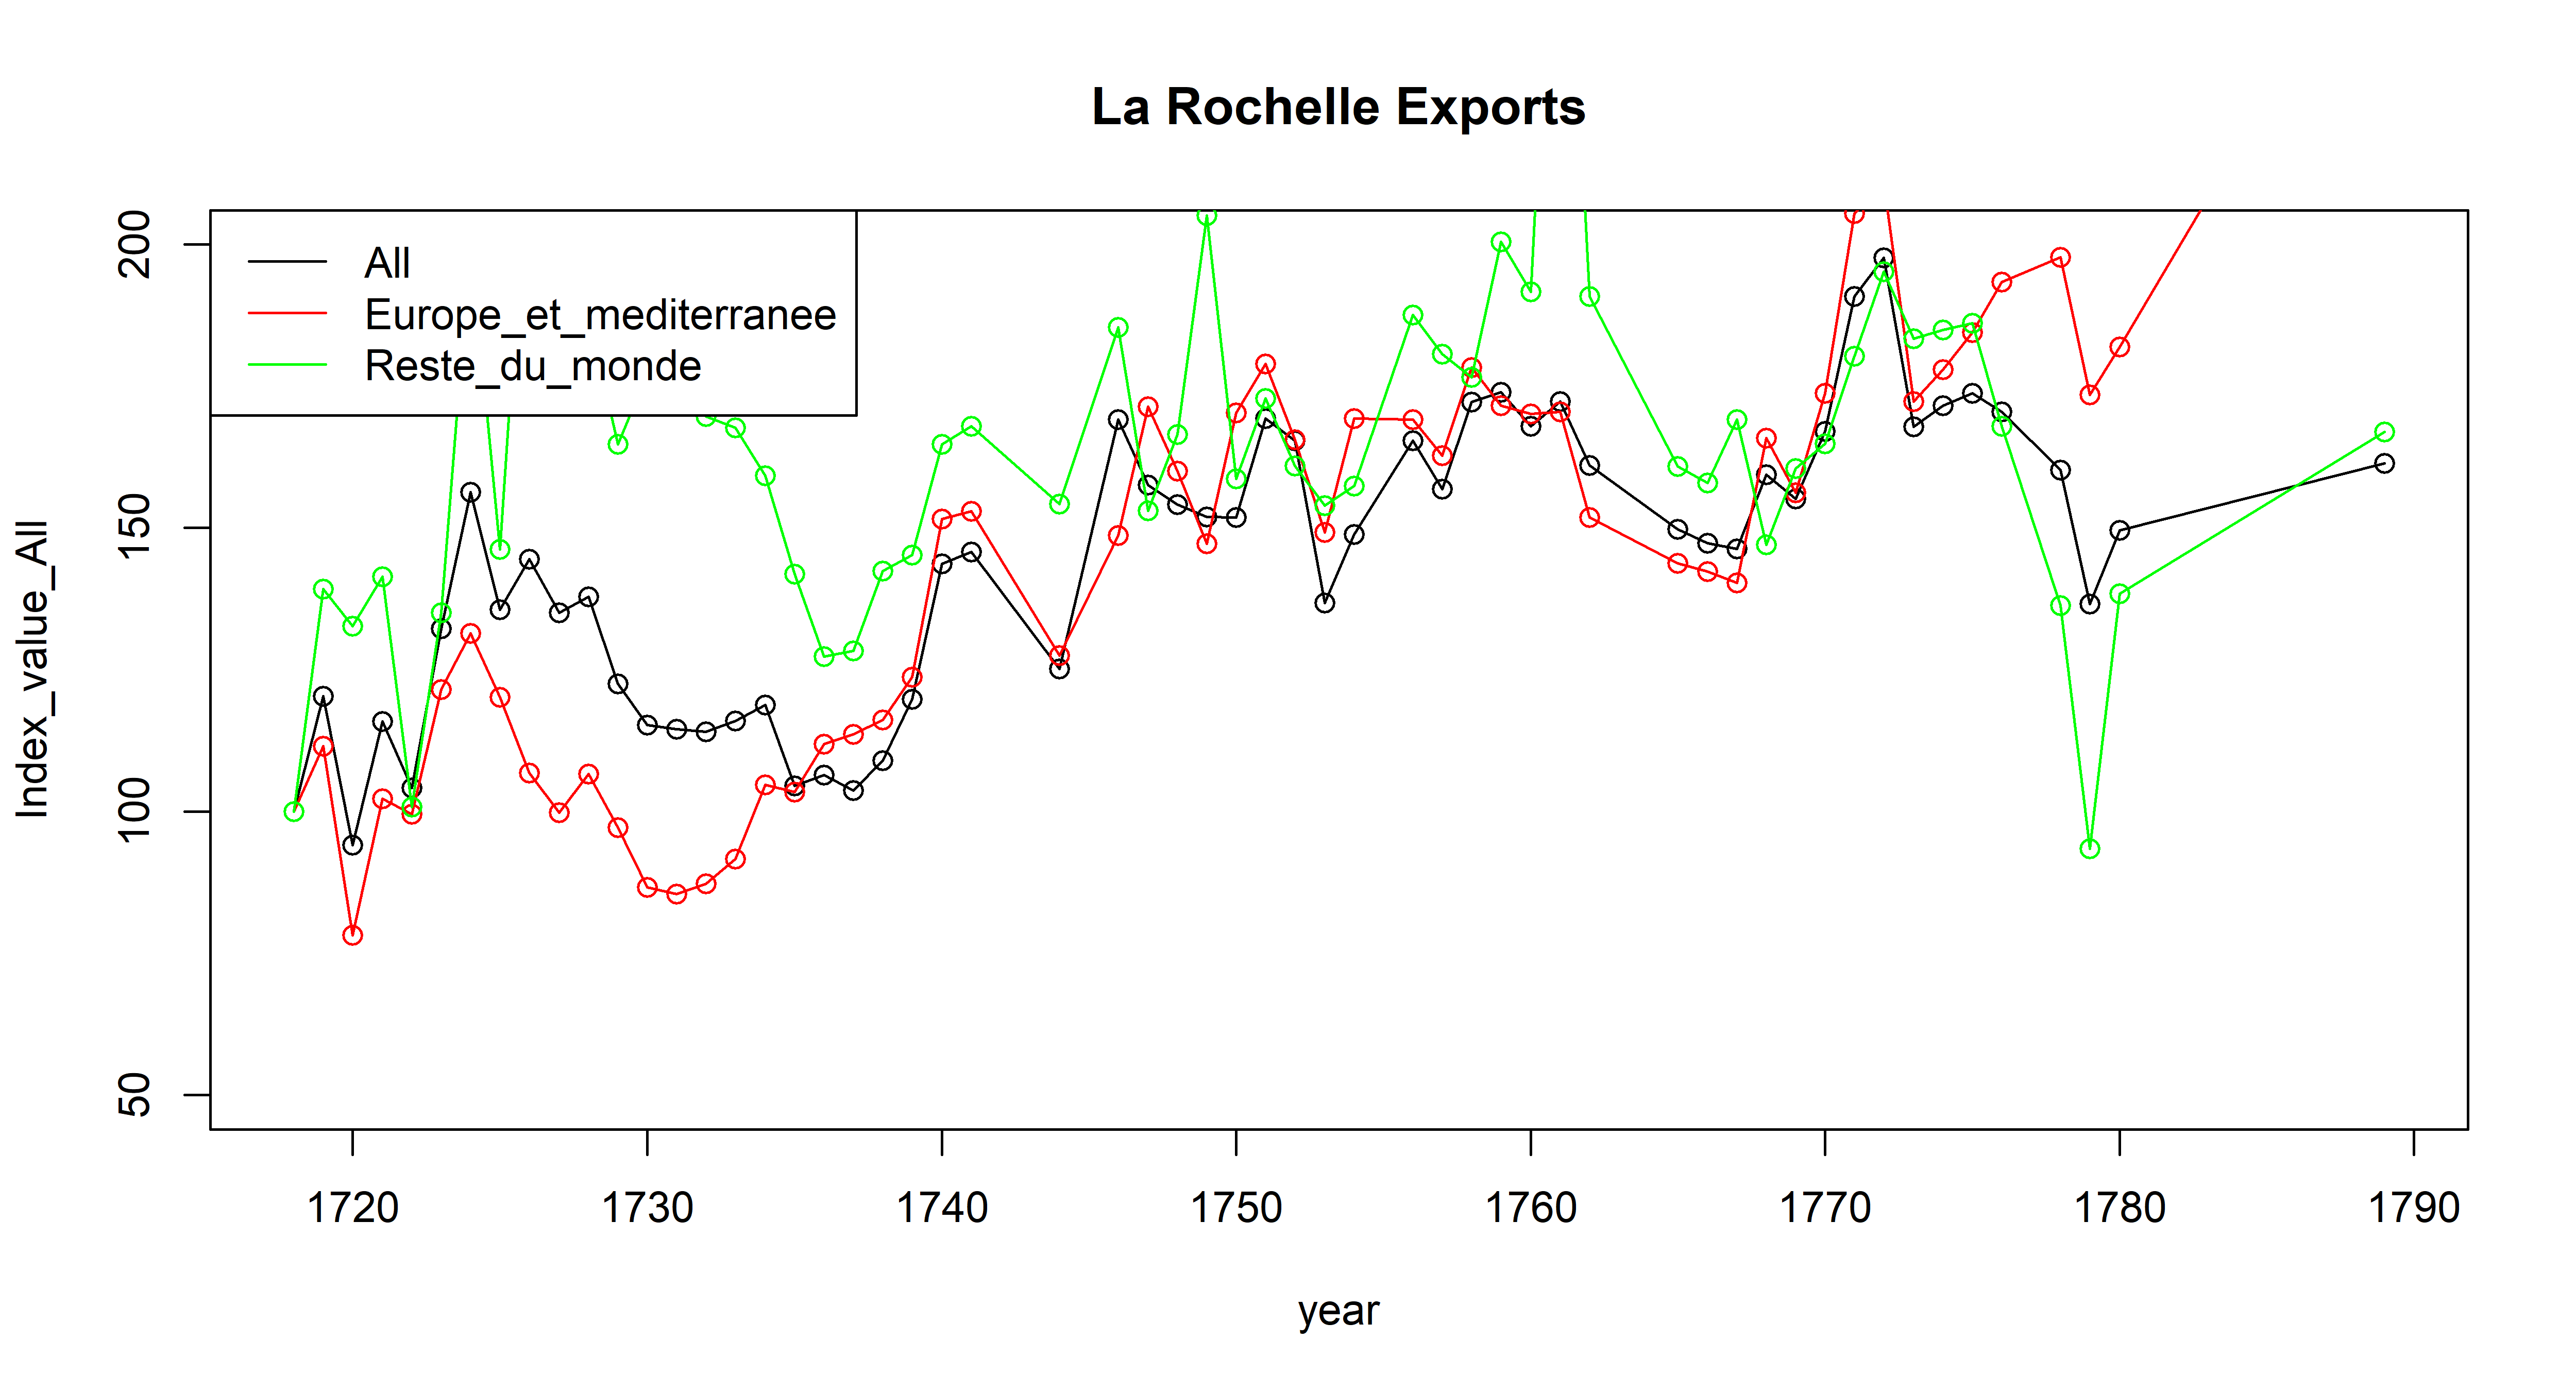 La Rochelle Exports
All
Europe_et_mediterranee
Reste_du_monde
Index_value_All
200
150
100
50
1720 1730 1740 1750 1760 1770 1780 1790
year